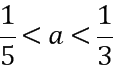 1/5 < a < 1/3